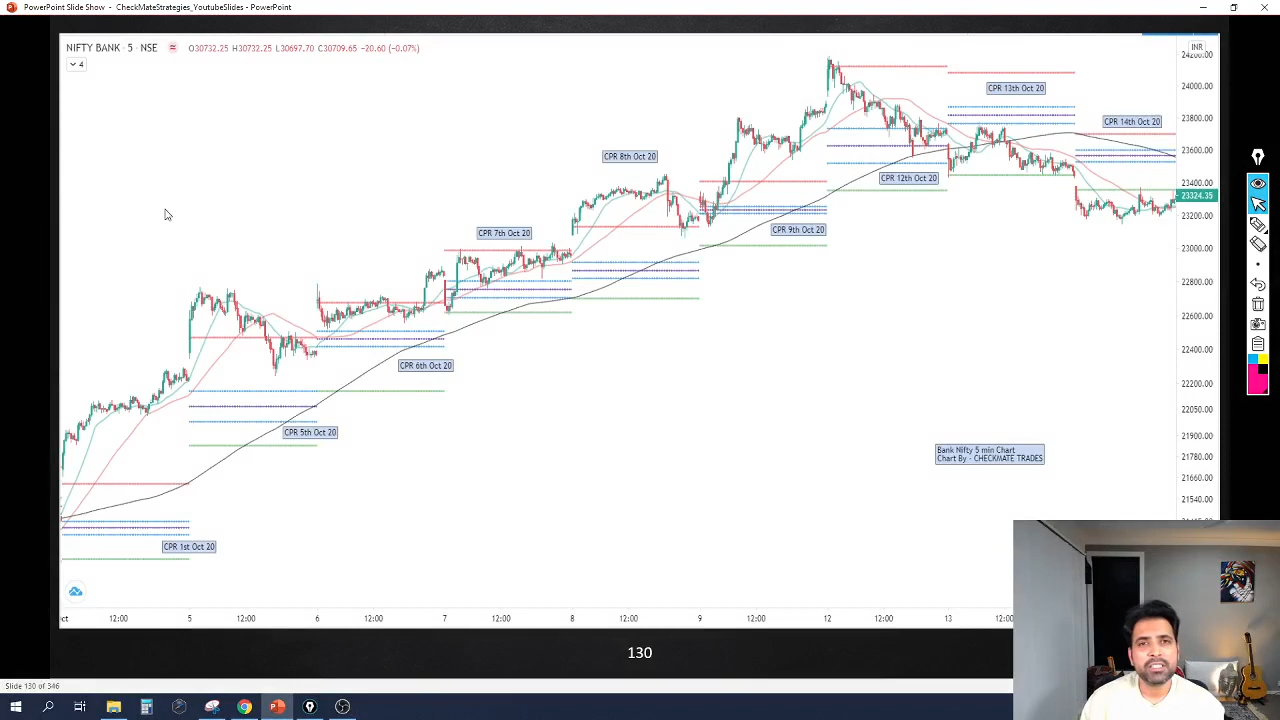 PowerPoint Slide Show - CheckMateStrategies_YoutubeSlides - PowerPoint
NIFTY BANK · 5 · NSE
O30732.25 H30732.25 L30697.70 C30709.65 −20.60 (−0.07%)
4
INR
24200.00
24000.00
23800.00
23600.00
23400.00
23324.35
23200.00
23000.00
22800.00
22600.00
22400.00
22200.00
22050.00
21900.00
21780.00
21660.00
21540.00
CPR 13th Oct 20
CPR 14th Oct 20
CPR 8th Oct 20
CPR 12th Oct 20
CPR 7th Oct 20
CPR 9th Oct 20
CPR 6th Oct 20
CPR 5th Oct 20
CPR 1st Oct 20
Bank Nifty 5 min Chart
Chart By - CHECKMATE TRADES
12:00 5 12:00 6 12:00 7 12:00 8 12:00 9 12:00 12 12:00 13
130
Slide 130 of 346